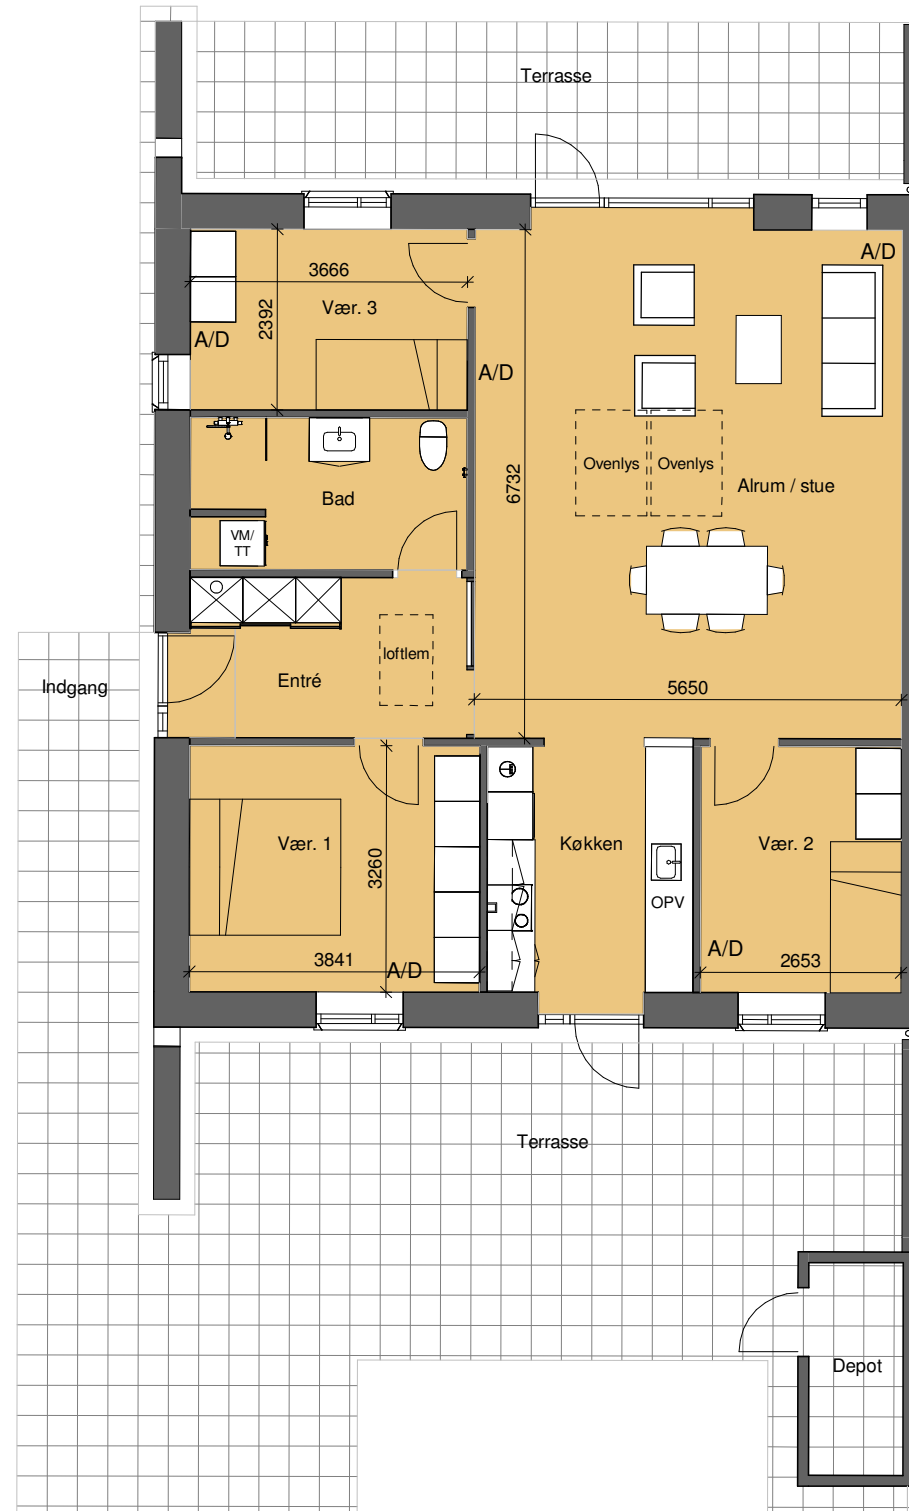 Terrasse
A/D
3666
Vær. 3
2392
A/D
A/D
Ovenlys
Ovenlys
6732
Alrum / stue
Bad
VM/
TT
loftlem
Entré
Indgang
5650
Vær. 1
3260
Køkken
Vær. 2
OPV
A/D
3841
A/D
2653
Terrasse
Depot